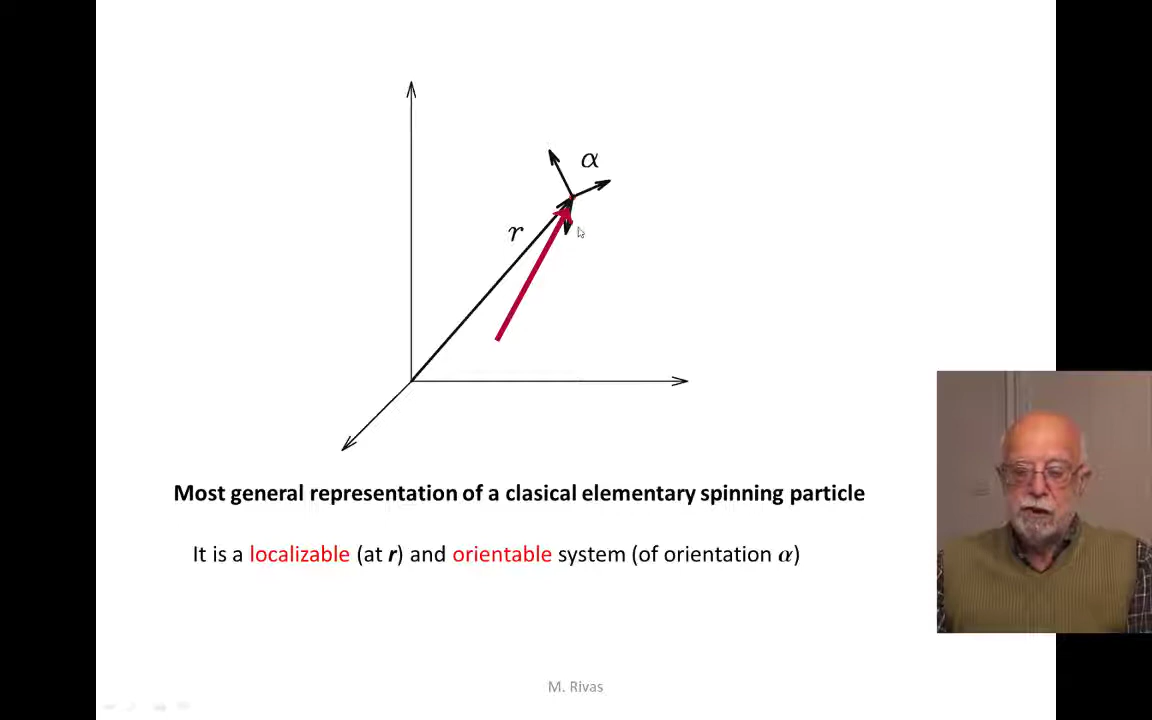 α
r
Most general representation of a clasical elementary spinning particle
It is a localizable (at r) and orientable system (of orientation α)
M. Rivas